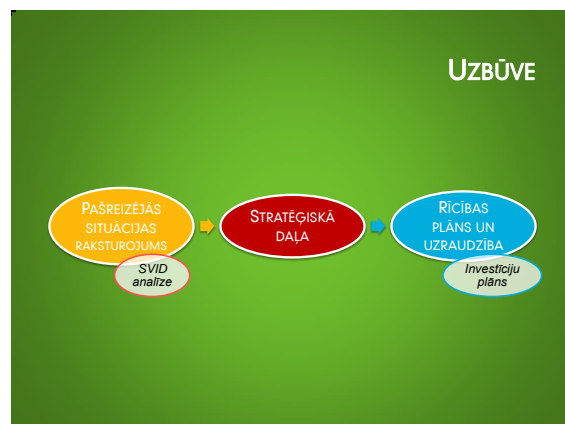 Uzbūve
Pašreizējās
situācijas
raksturojums
SVID
analīze
Stratēģiskā
daļa
Rīcības
plāns un
uzraudzība
Investīciju
plāns